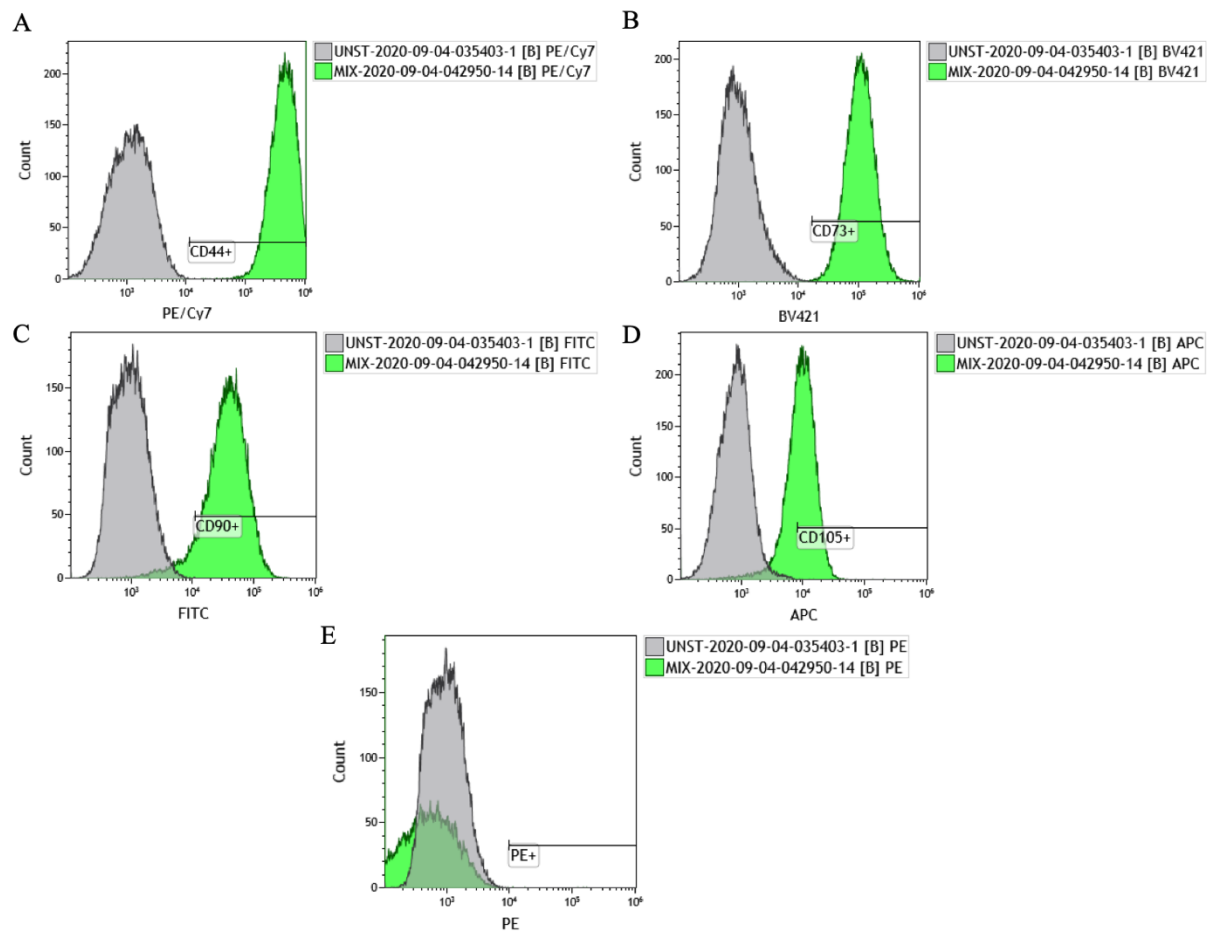 A
UNST-2020-09-04-035403-1 [B] PE/Cy7
MIX-2020-09-04-042950-14 [B] PE/Cy7
Count
200
150
100
50
0
CD44+
10³ 10⁴ 10⁵ 10⁶
PE/Cy7
B
UNST-2020-09-04-035403-1 [B] BV421
MIX-2020-09-04-042950-14 [B] BV421
Count
200
150
100
50
0
CD73+
10³ 10⁴ 10⁵ 10⁶
BV421
C
UNST-2020-09-04-035403-1 [B] FITC
MIX-2020-09-04-042950-14 [B] FITC
Count
150
100
50
0
CD90+
10³ 10⁴ 10⁵ 10⁶
FITC
D
UNST-2020-09-04-035403-1 [B] APC
MIX-2020-09-04-042950-14 [B] APC
Count
200
150
100
50
0
CD105+
10³ 10⁴ 10⁵ 10⁶
APC
E
UNST-2020-09-04-035403-1 [B] PE
MIX-2020-09-04-042950-14 [B] PE
Count
150
100
50
0
PE+
10³ 10⁴ 10⁵ 10⁶
PE